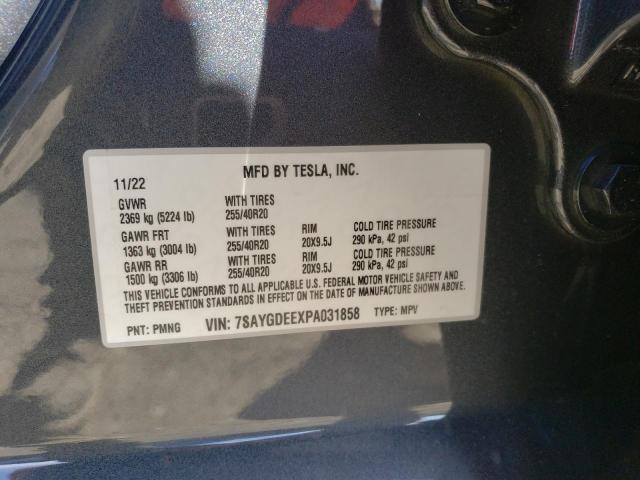 MFD BY TESLA, INC.
11/22
GVWR WITH TIRES
2369 kg (5224 lb) 255/40R20
GAWR FRT WITH TIRES RIM COLD TIRE PRESSURE
1363 kg (3004 lb) 255/40R20 20X9.5J 290 kPa, 42 psi
GAWR RR WITH TIRES RIM COLD TIRE PRESSURE
1500 kg (3306 lb) 255/40R20 20X9.5J 290 kPa, 42 psi
THIS VEHICLE CONFORMS TO ALL APPLICABLE U.S. FEDERAL MOTOR VEHICLE SAFETY AND
THEFT PREVENTION STANDARDS IN EFFECT ON THE DATE OF MANUFACTURE SHOWN ABOVE.
PNT: PMNG VIN: 7SAYGDEEXPA031858 TYPE: MPV